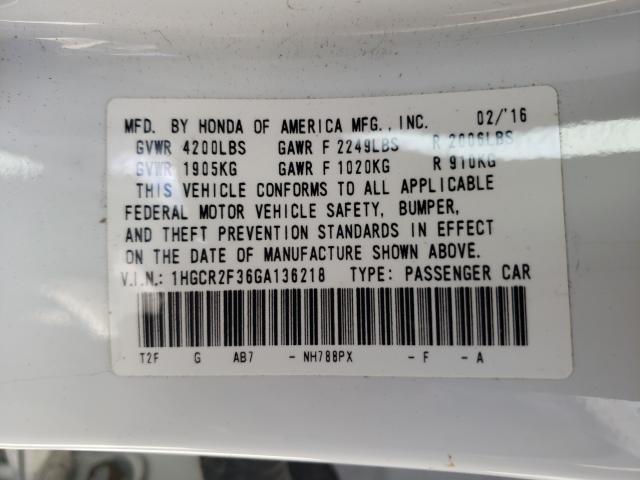 MFD. BY HONDA OF AMERICA MFG., INC. 02/'16
GVWR 4200LBS GAWR F 2249LBS R 2006LBS
GVWR 1905KG GAWR F 1020KG R 910KG
THIS VEHICLE CONFORMS TO ALL APPLICABLE
FEDERAL MOTOR VEHICLE SAFETY, BUMPER,
AND THEFT PREVENTION STANDARDS IN EFFECT
ON THE DATE OF MANUFACTURE SHOWN ABOVE.
V.I.N.: 1HGCR2F36GA136218 TYPE: PASSENGER CAR
T2F G AB7 - NH788PX - F - A